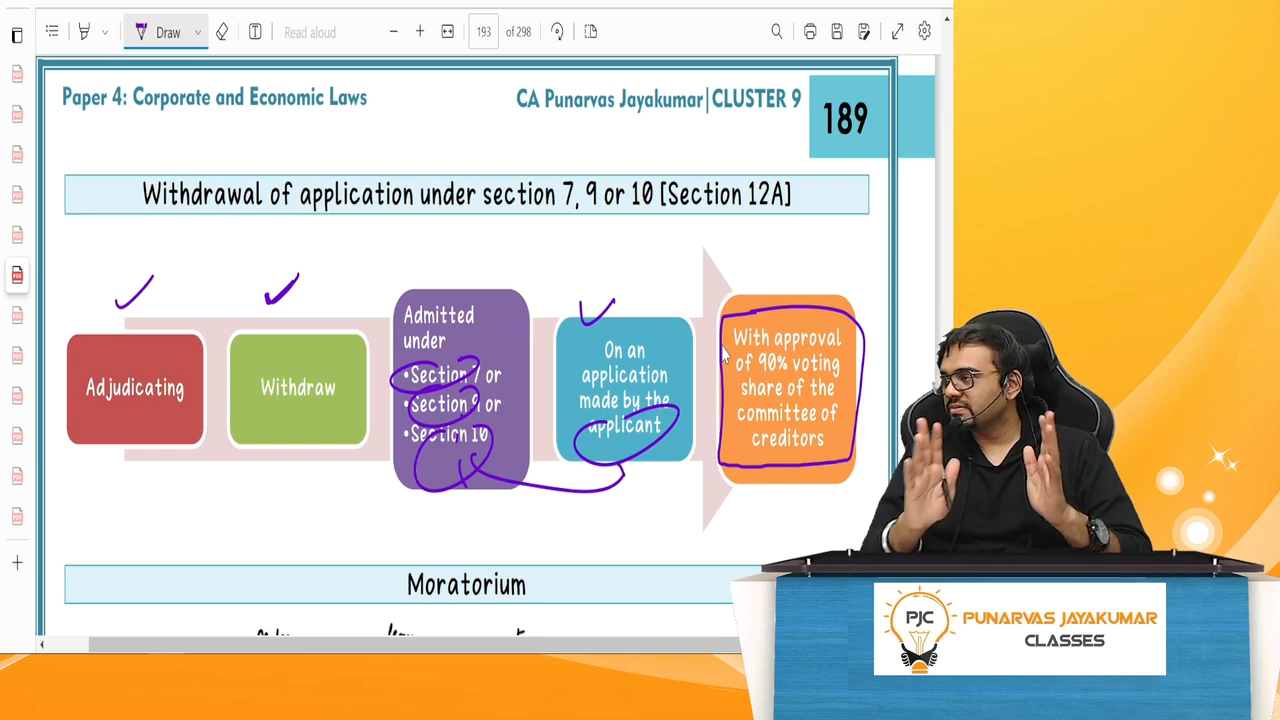 Draw
Read aloud
193 of 298
Paper 4: Corporate and Economic Laws
CA Punarvas Jayakumar|CLUSTER 9
189
Withdrawal of application under section 7, 9 or 10 [Section 12A]
Adjudicating
Withdraw
Admitted
under
•Section 7 or
•Section 9 or
•Section 10
On an
application
made by the
applicant
With approval
of 90% voting
share of the
committee of
creditors
Moratorium
PJC
PUNARVAS JAYAKUMAR
CLASSES